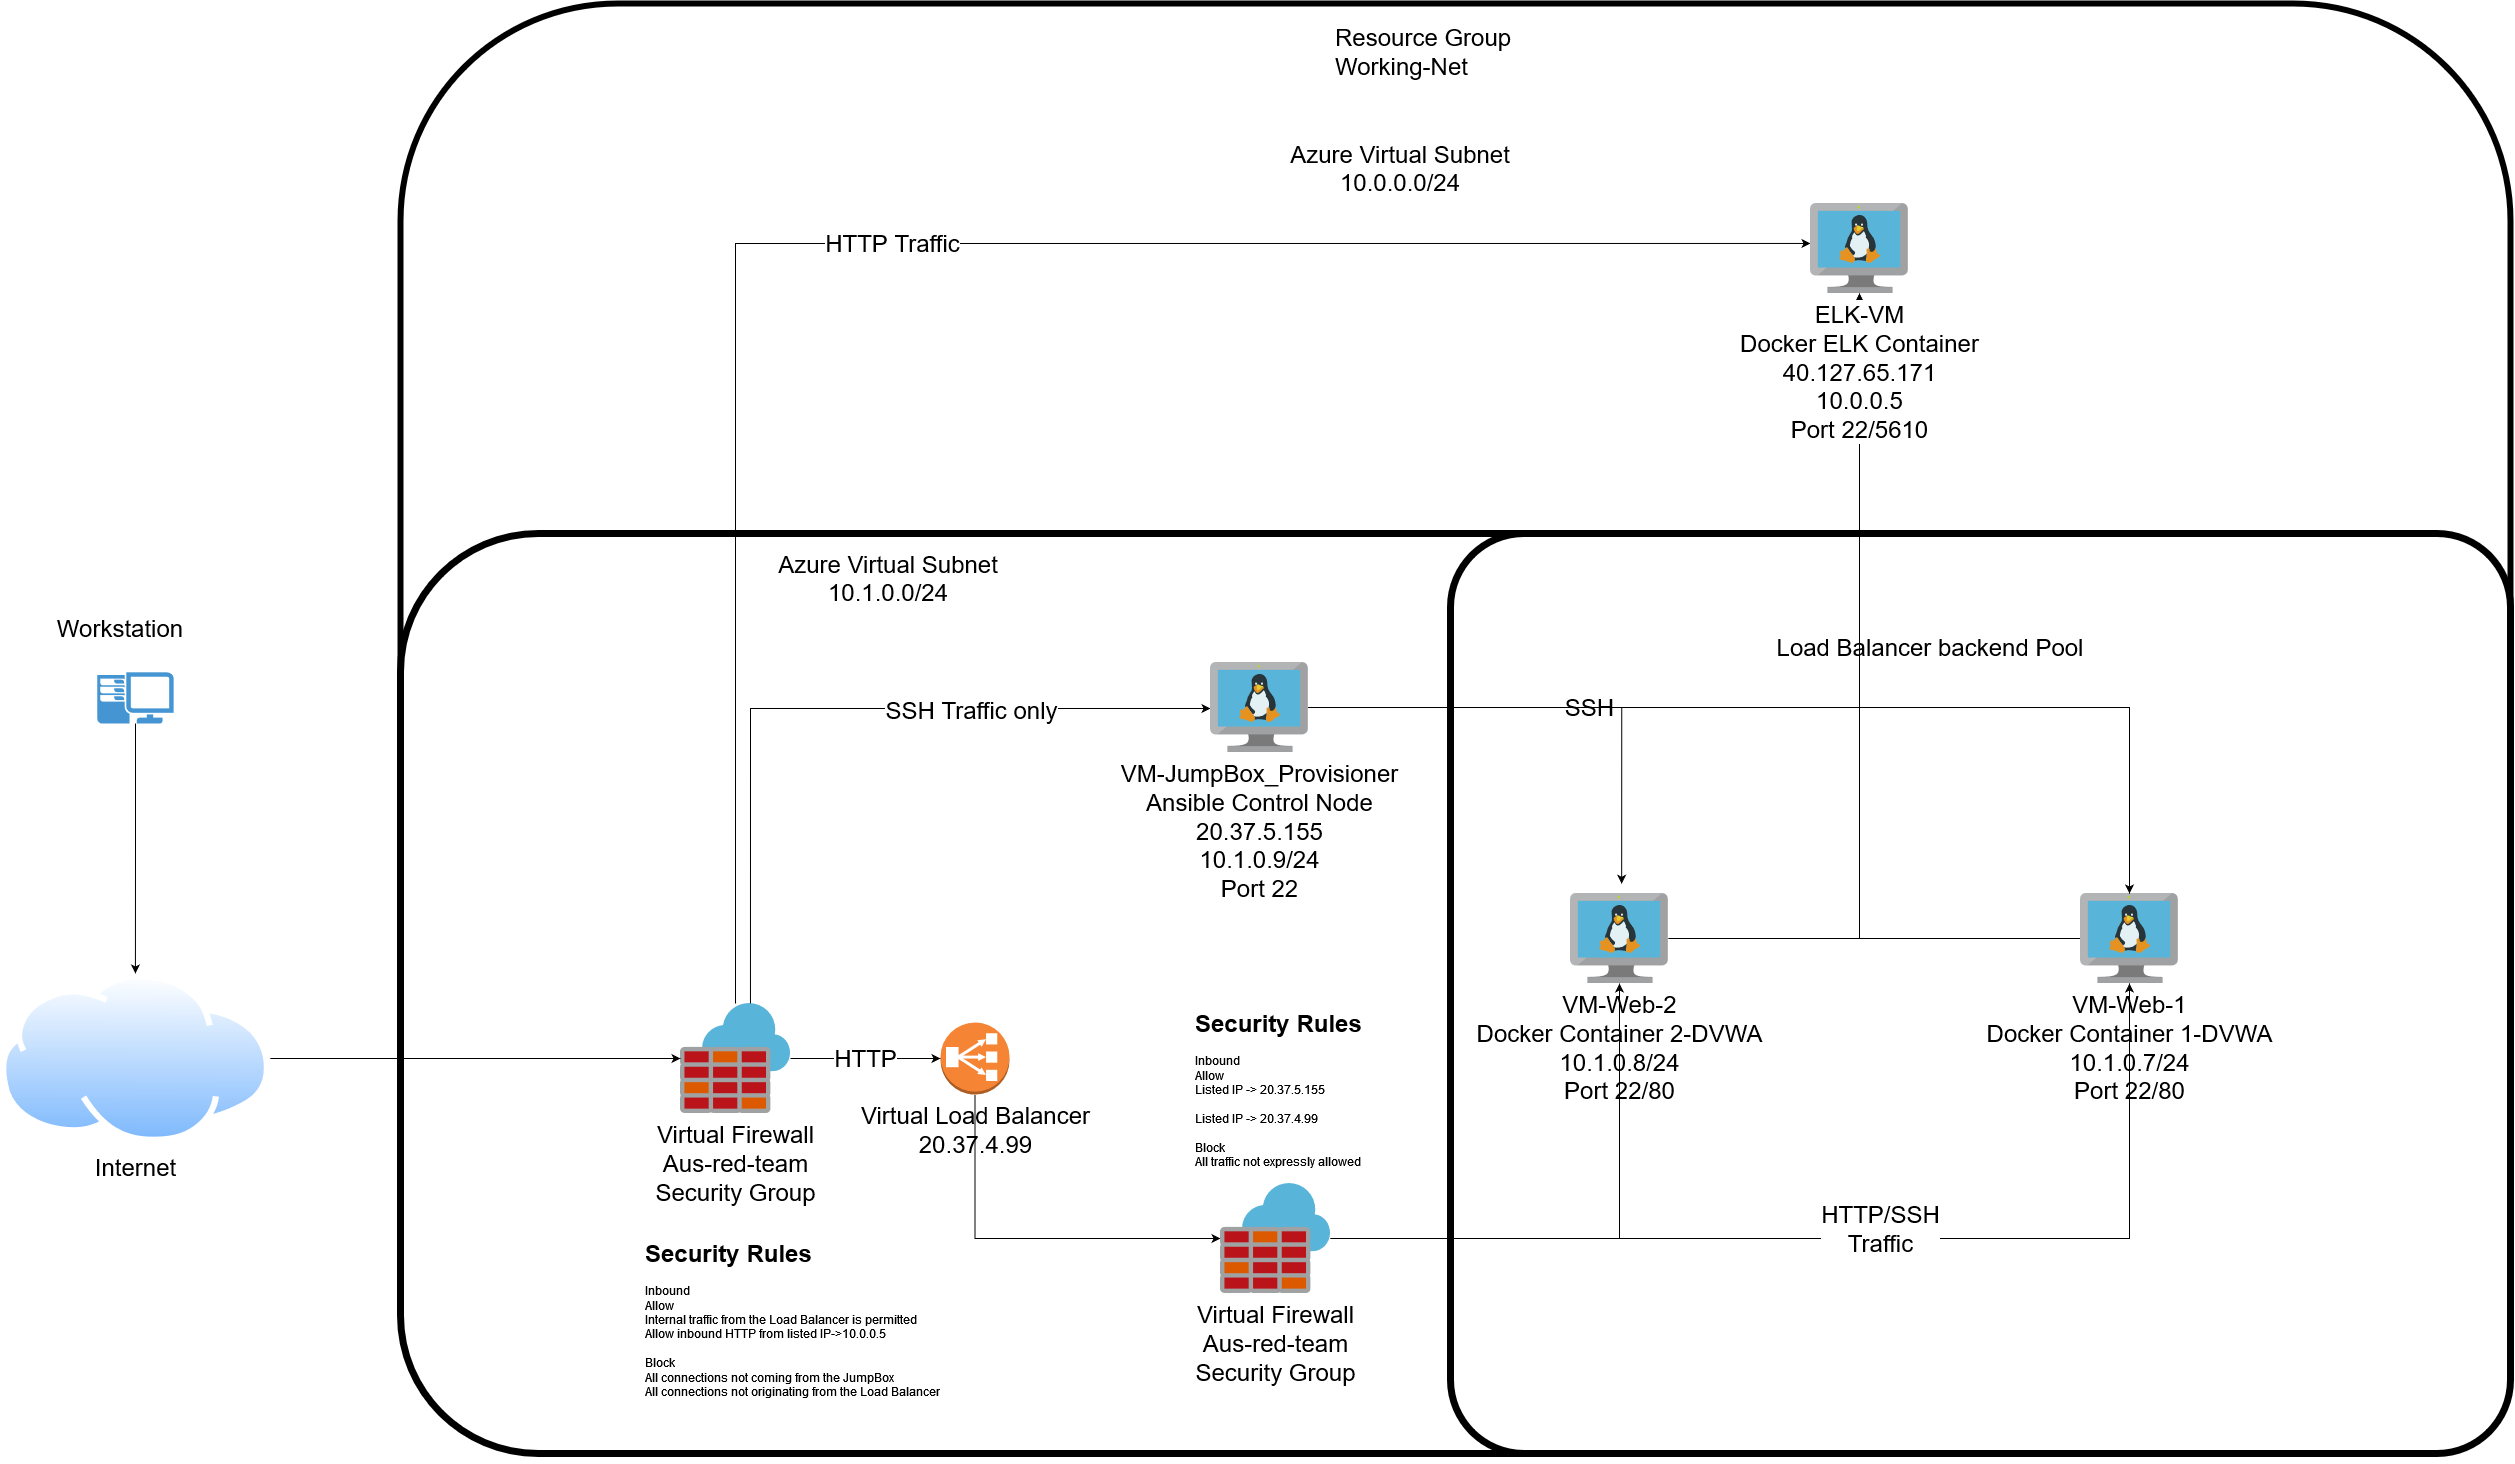 Resource Group
Working-Net
Azure Virtual Subnet
10.0.0.0/24
HTTP Traffic
ELK-VM
Docker ELK Container
40.127.65.171
10.0.0.5
Port 22/5610
Azure Virtual Subnet
10.1.0.0/24
Workstation
Load Balancer backend Pool
SSH Traffic only
SSH
VM-JumpBox_Provisioner
Ansible Control Node
20.37.5.155
10.1.0.9/24
Port 22
VM-Web-2
Docker Container 2-DVWA
10.1.0.8/24
Port 22/80
VM-Web-1
Docker Container 1-DVWA
10.1.0.7/24
Port 22/80
Internet
HTTP
Virtual Firewall
Aus-red-team
Security Group
Virtual Load Balancer
20.37.4.99
Security Rules
Inbound
Allow
Listed IP -> 20.37.5.155
Listed IP -> 20.37.4.99
Block
All traffic not expressly allowed
HTTP/SSH
Traffic
Security Rules
Inbound
Allow
Internal traffic from the Load Balancer is permitted
Allow inbound HTTP from listed IP->10.0.0.5
Block
All connections not coming from the JumpBox
All connections not originating from the Load Balancer
Virtual Firewall
Aus-red-team
Security Group